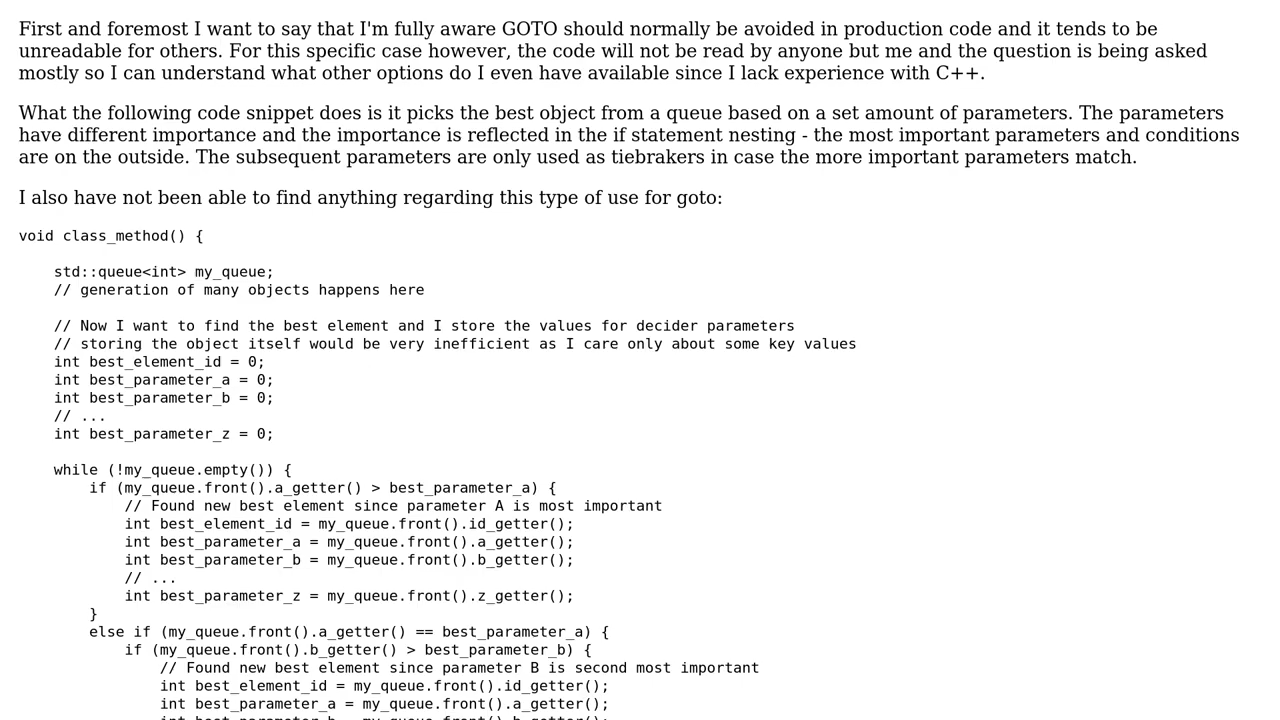 First and foremost I want to say that I'm fully aware GOTO should normally be avoided in production code and it tends to be
unreadable for others. For this specific case however, the code will not be read by anyone but me and the question is being asked
mostly so I can understand what other options do I even have available since I lack experience with C++.
What the following code snippet does is it picks the best object from a queue based on a set amount of parameters. The parameters
have different importance and the importance is reflected in the if statement nesting - the most important parameters and conditions
are on the outside. The subsequent parameters are only used as tiebrakers in case the more important parameters match.
I also have not been able to find anything regarding this type of use for goto:
void class_method() {
    std::queue<int> my_queue;
    // generation of many objects happens here
    // Now I want to find the best element and I store the values for decider parameters
    // storing the object itself would be very inefficient as I care only about some key values
    int best_element_id = 0;
    int best_parameter_a = 0;
    int best_parameter_b = 0;
    // ...
    int best_parameter_z = 0;
    while (!my_queue.empty()) {
        if (my_queue.front().a_getter() > best_parameter_a) {
            // Found new best element since parameter A is most important
            int best_element_id = my_queue.front().id_getter();
            int best_parameter_a = my_queue.front().a_getter();
            int best_parameter_b = my_queue.front().b_getter();
            // ...
            int best_parameter_z = my_queue.front().z_getter();
        }
        else if (my_queue.front().a_getter() == best_parameter_a) {
            if (my_queue.front().b_getter() > best_parameter_b) {
                // Found new best element since parameter B is second most important
                int best_element_id = my_queue.front().id_getter();
                int best_parameter_a = my_queue.front().a_getter();
                int best_parameter_b = my_queue.front().b_getter();